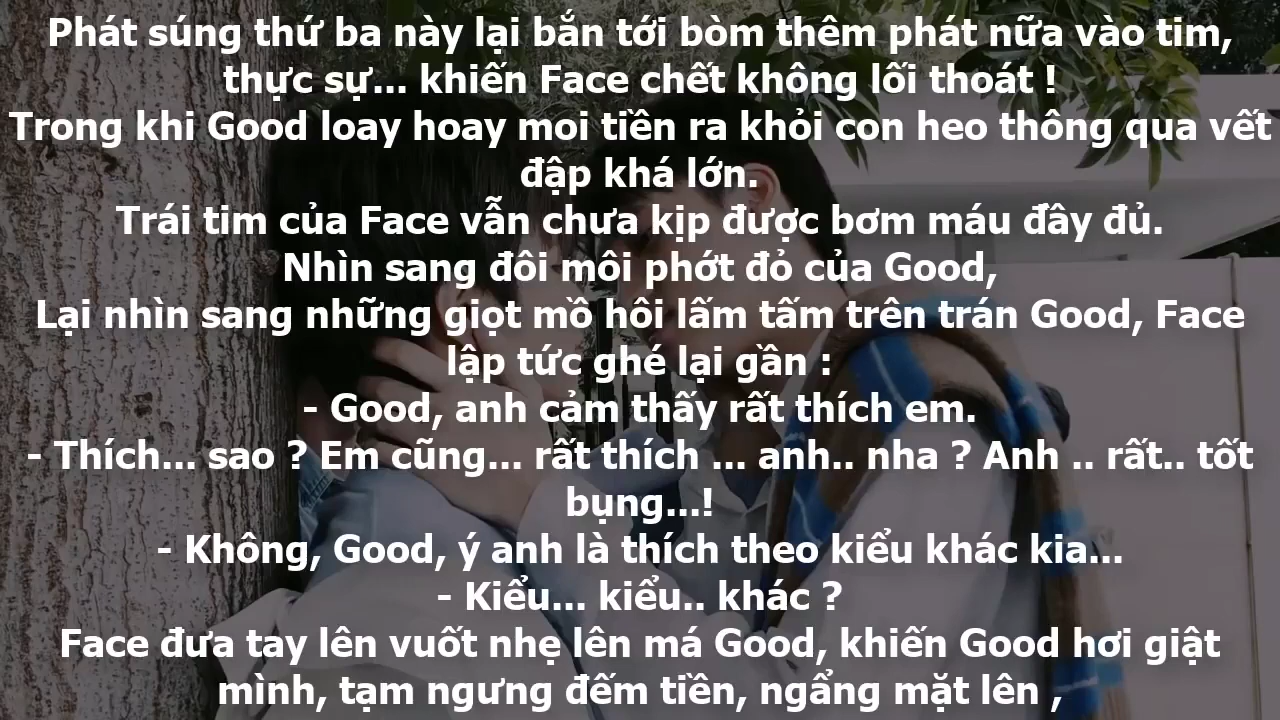 Phát súng thứ ba này lại bắn tới bòm thêm phát nữa vào tim,
thực sự... khiến Face chết không lối thoát !
Trong khi Good loay hoay moi tiền ra khỏi con heo thông qua vết
đập khá lớn.
Trái tim của Face vẫn chưa kịp được bơm máu đầy đủ.
Nhìn sang đôi môi phớt đỏ của Good,
Lại nhìn sang những giọt mồ hôi lấm tấm trên trán Good, Face
lập tức ghé lại gần :
- Good, anh cảm thấy rất thích em.
- Thích... sao ? Em cũng... rất thích ... anh.. nha ? Anh .. rất.. tốt
bụng...!
- Không, Good, ý anh là thích theo kiểu khác kia...
- Kiểu... kiểu.. khác ?
Face đưa tay lên vuốt nhẹ lên má Good, khiến Good hơi giật
mình, tạm ngưng đếm tiền, ngẩng mặt lên ,